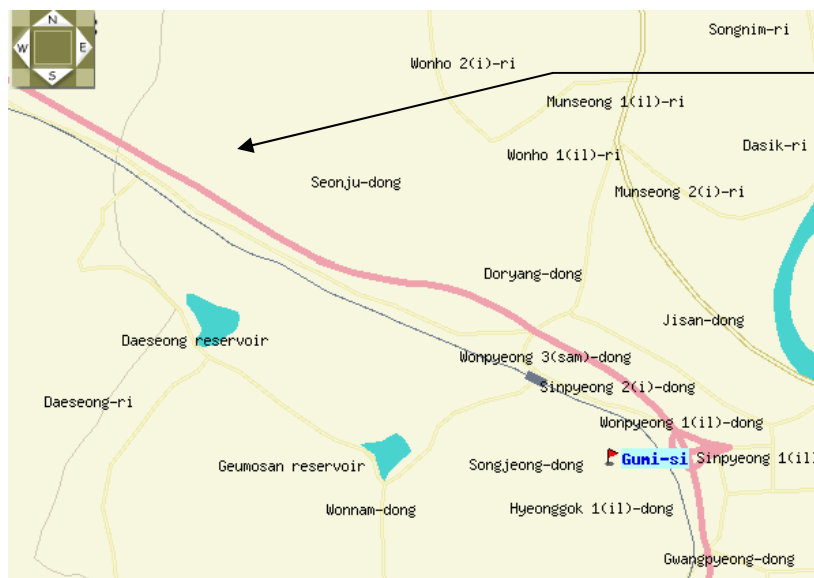 N
W E
S
Songnim-ri
Wonho 2(i)-ri
Munseong 1(il)-ri
Dasik-ri
Wonho 1(il)-ri
Seonju-dong
Munseong 2(i)-ri
Doryang-dong
Jisan-dong
Daeseong reservoir
Wonpyeong 3(sam)-dong
Sinpyeong 2(i)-dong
Daeseong-ri
Wonpyeong 1(il)-dong
Geumosan reservoir
Songjeong-dong
Gumi-si
Sinpyeong 1(il)
Wonnam-dong
Hyeonggok 1(il)-dong
Gwangpyeong-dong